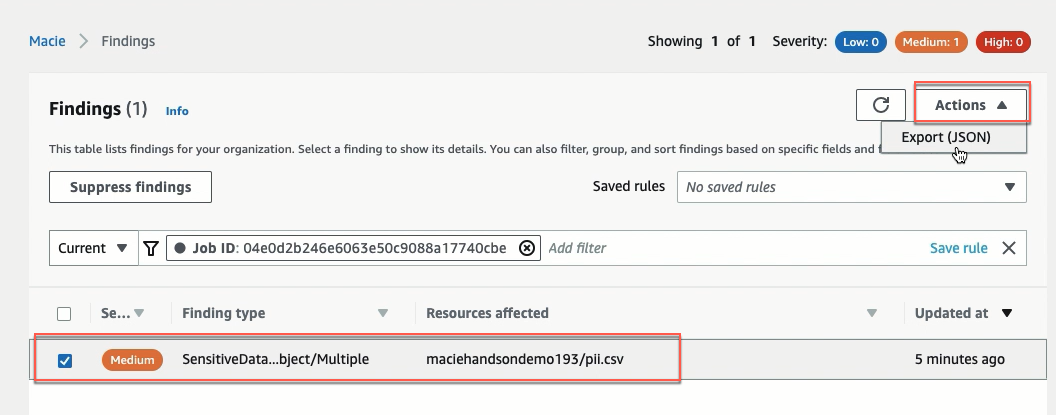 Macie > Findings
Showing 1 of 1 Severity: Low: 0 Medium: 1 High: 0
Findings (1) Info
Actions
Export (JSON)
This table lists findings for your organization. Select a finding to show its details. You can also filter, group, and sort findings based on specific fields and f
Suppress findings
Saved rules No saved rules
Current Job ID: 04e0d2b246e6063e50c9088a17740cbe Add filter Save rule
Se... Finding type Resources affected Updated at
Medium SensitiveData...bject/Multiple maciehandsondemo193/pii.csv 5 minutes ago